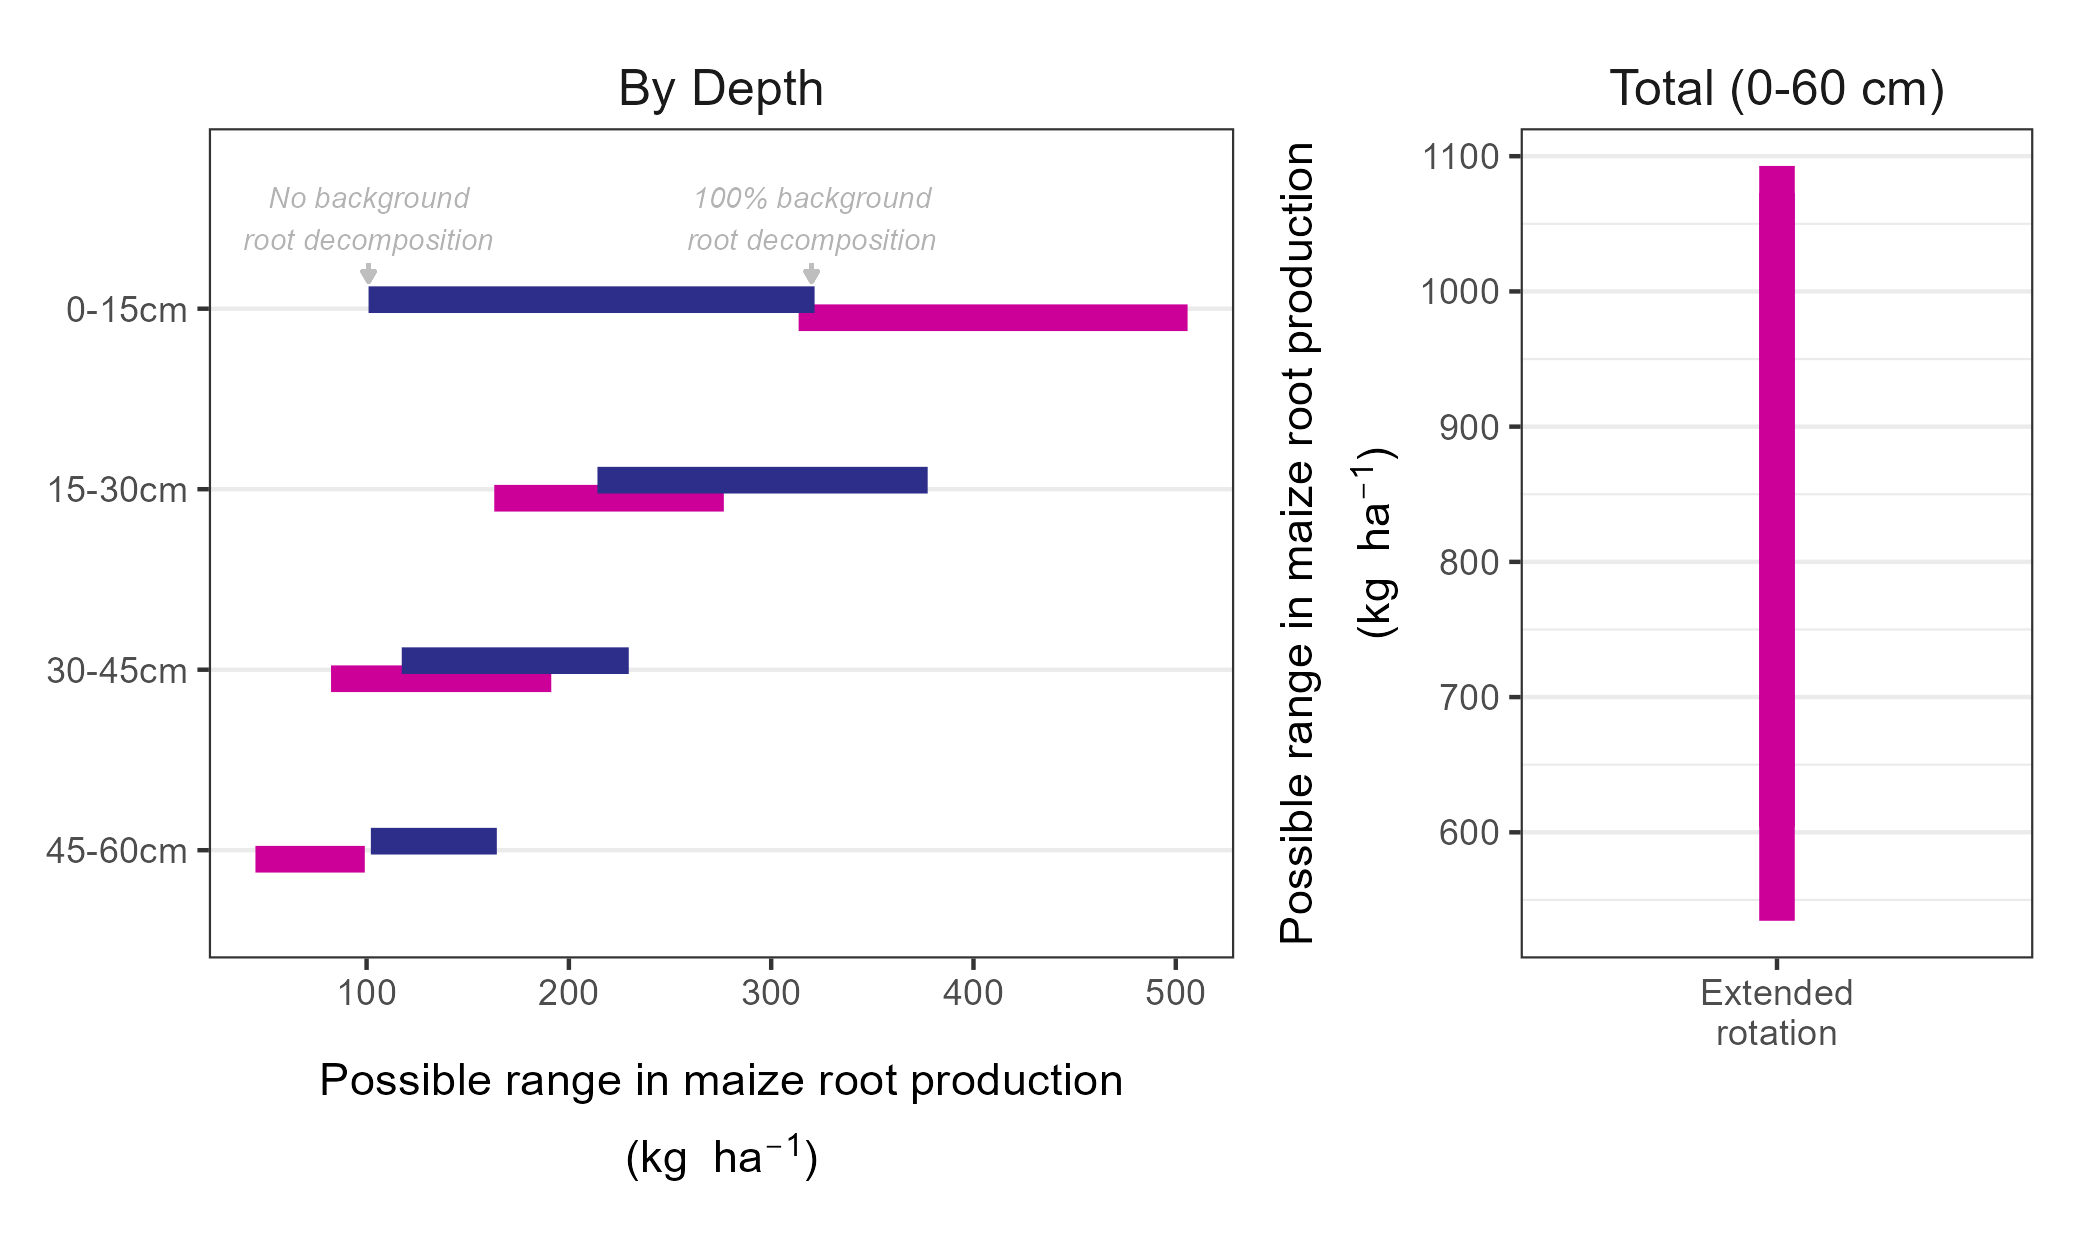 By Depth
No background
root decomposition
100% background
root decomposition
0-15cm
15-30cm
30-45cm
45-60cm
100
200
300
400
500
Possible range in maize root production
(kg ha⁻¹)
Total (0-60 cm)
Possible range in maize root production
(kg ha⁻¹)
1100
1000
900
800
700
600
Extended
rotation